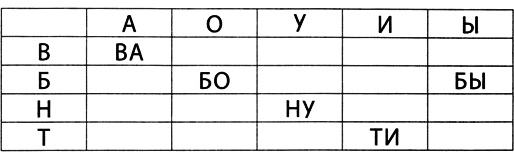 А О У И Ы
В ВА
Б БО БЫ
Н НУ
Т ТИ